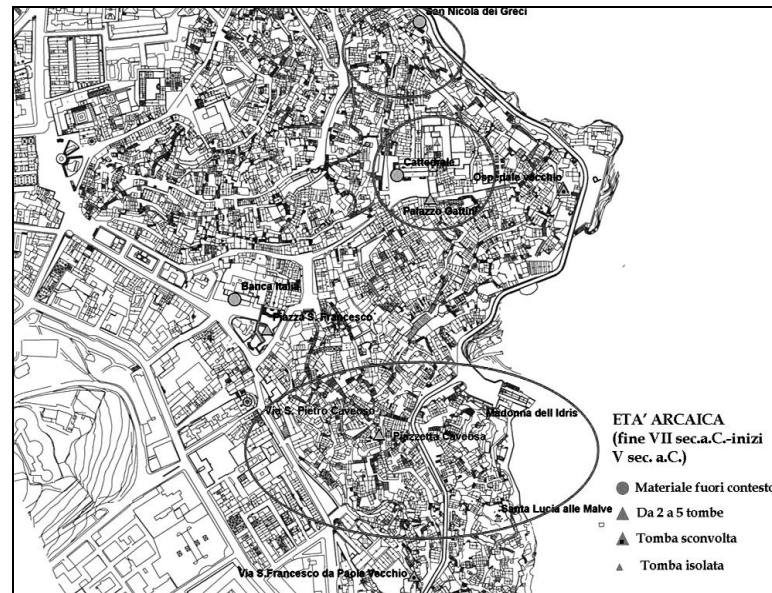 San Nicola dei Greci
Cattedrale
Ospedale vecchio
Palazzo Gattini
Banca Italia
Piazza S. Francesco
Via S. Pietro Caveoso
Madonna dell Idris
Piazzetta Caveosa
Santa Lucia alle Malve
Via S.Francesco da Paola Vecchio
ETA' ARCAICA
(fine VII sec.a.C.-inizi
V sec. a.C.)
Materiale fuori contesto
Da 2 a 5 tombe
Tomba sconvolta
Tomba isolata